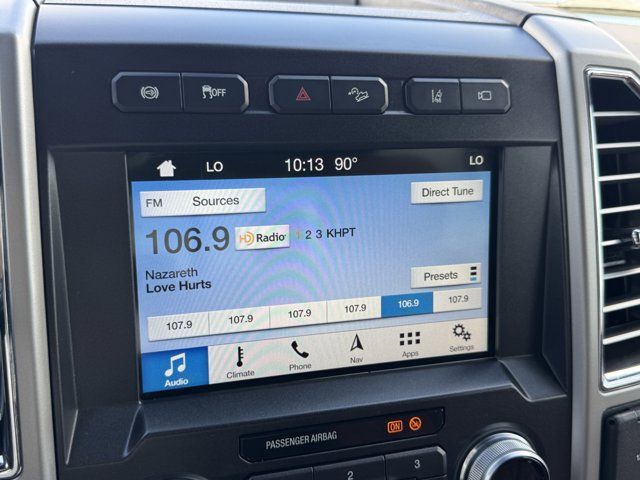 OFF
LO 10:13 90° LO
FM Sources Direct Tune
106.9 HD Radio 1 2 3 KHPT
Nazareth
Love Hurts
Presets
107.9 107.9 107.9 107.9 106.9 107.9
Audio Climate Phone Nav Apps Settings
PASSENGER AIRBAG ON
2 3